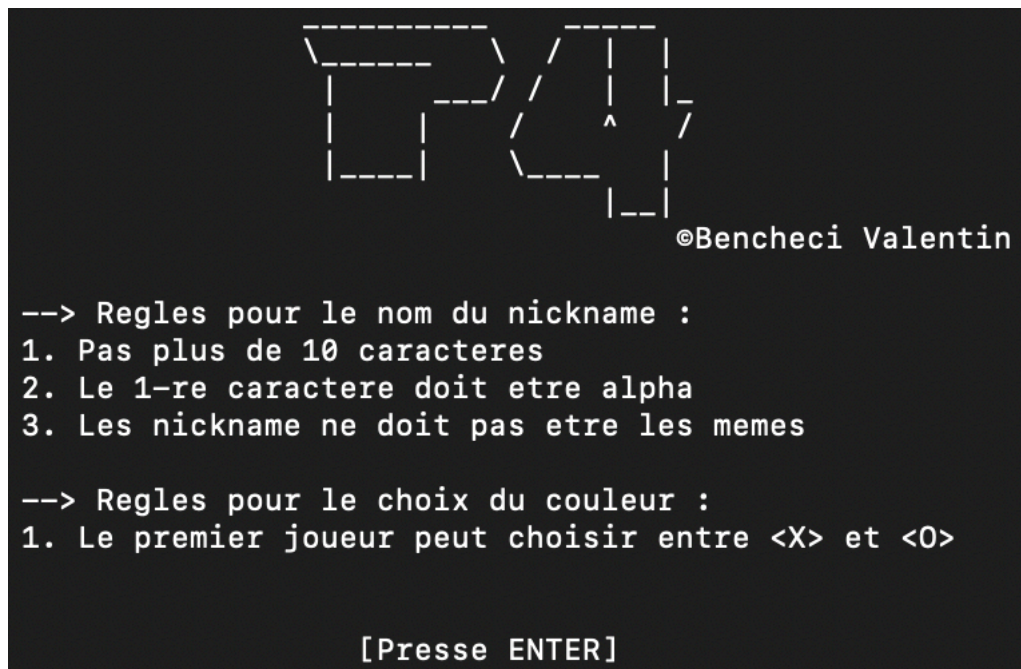 P4
©Bencheci Valentin
--> Regles pour le nom du nickname :
1. Pas plus de 10 caracteres
2. Le 1-re caractere doit etre alpha
3. Les nickname ne doit pas etre les memes
--> Regles pour le choix du couleur :
1. Le premier joueur peut choisir entre <X> et <O>
[Presse ENTER]